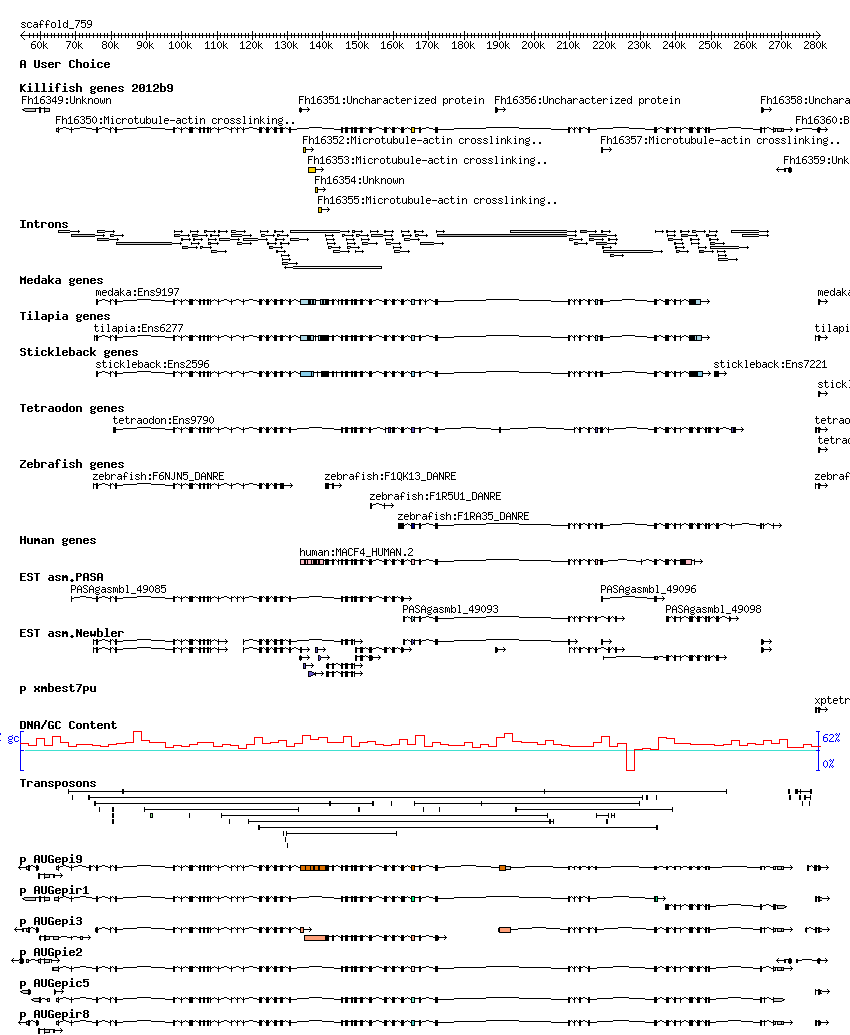 scaffold_759
60k 70k 80k 90k 100k 110k 120k 130k 140k 150k 160k 170k 180k 190k 200k 210k 220k 230k 240k 250k 260k 270k 280k
A User Choice
Killifish genes 2012b9
Fh16349:Unknown Fh16351:Uncharacterized protein Fh16356:Uncharacterized protein Fh16358:Unchara
Fh16350:Microtubule-actin crosslinking.. Fh16360:B
Fh16352:Microtubule-actin crosslinking.. Fh16357:Microtubule-actin crosslinking..
Fh16353:Microtubule-actin crosslinking.. Fh16359:Unk
Fh16354:Unknown
Fh16355:Microtubule-actin crosslinking..
Introns
Medaka genes
medaka:Ens9197 medak
Tilapia genes
tilapia:Ens6277 tilapi
Stickleback genes
stickleback:Ens2596 stickleback:Ens7221
stickl
Tetraodon genes
tetraodon:Ens9790 tetrao
tetrao
Zebrafish genes
zebrafish:F6NJN5_DANRE zebrafish:F1QK13_DANRE zebraf
zebrafish:F1R5U1_DANRE
zebrafish:F1RA35_DANRE
Human genes
human:MACF4_HUMAN.2
EST asm.PASA
PASAgasmbl_49085 PASAgasmbl_49096
PASAgasmbl_49093 PASAgasmbl_49098
EST asm.Newbler
p xmbest7pu
xptetr
DNA/GC Content
% gc 62%
0%
Transposons
p AUGepi9
p AUGepir1
p AUGepi3
p AUGpie2
p AUGepic5
p AUGepir8